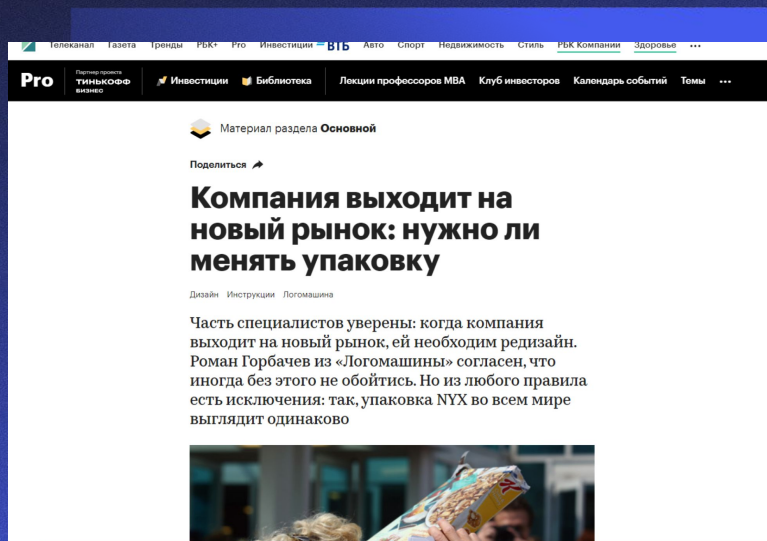 Телеканал Газета Тренды РБК+ Pro Инвестиции ВТБ Авто Спорт Недвижимость Стиль РБК Компании Здоровье ...
Pro Партнер проекта ТИНЬКОФФ БИЗНЕС Инвестиции Библиотека Лекции профессоров MBA Клуб инвесторов Календарь событий Темы ...
Материал раздела Основной
Поделиться
Компания выходит на
новый рынок: нужно ли
менять упаковку
Дизайн Инструкции Логомашина
Часть специалистов уверены: когда компания
выходит на новый рынок, ей необходим редизайн.
Роман Горбачев из «Логомашины» согласен, что
иногда без этого не обойтись. Но из любого правила
есть исключения: так, упаковка NYX во всем мире
выглядит одинаково